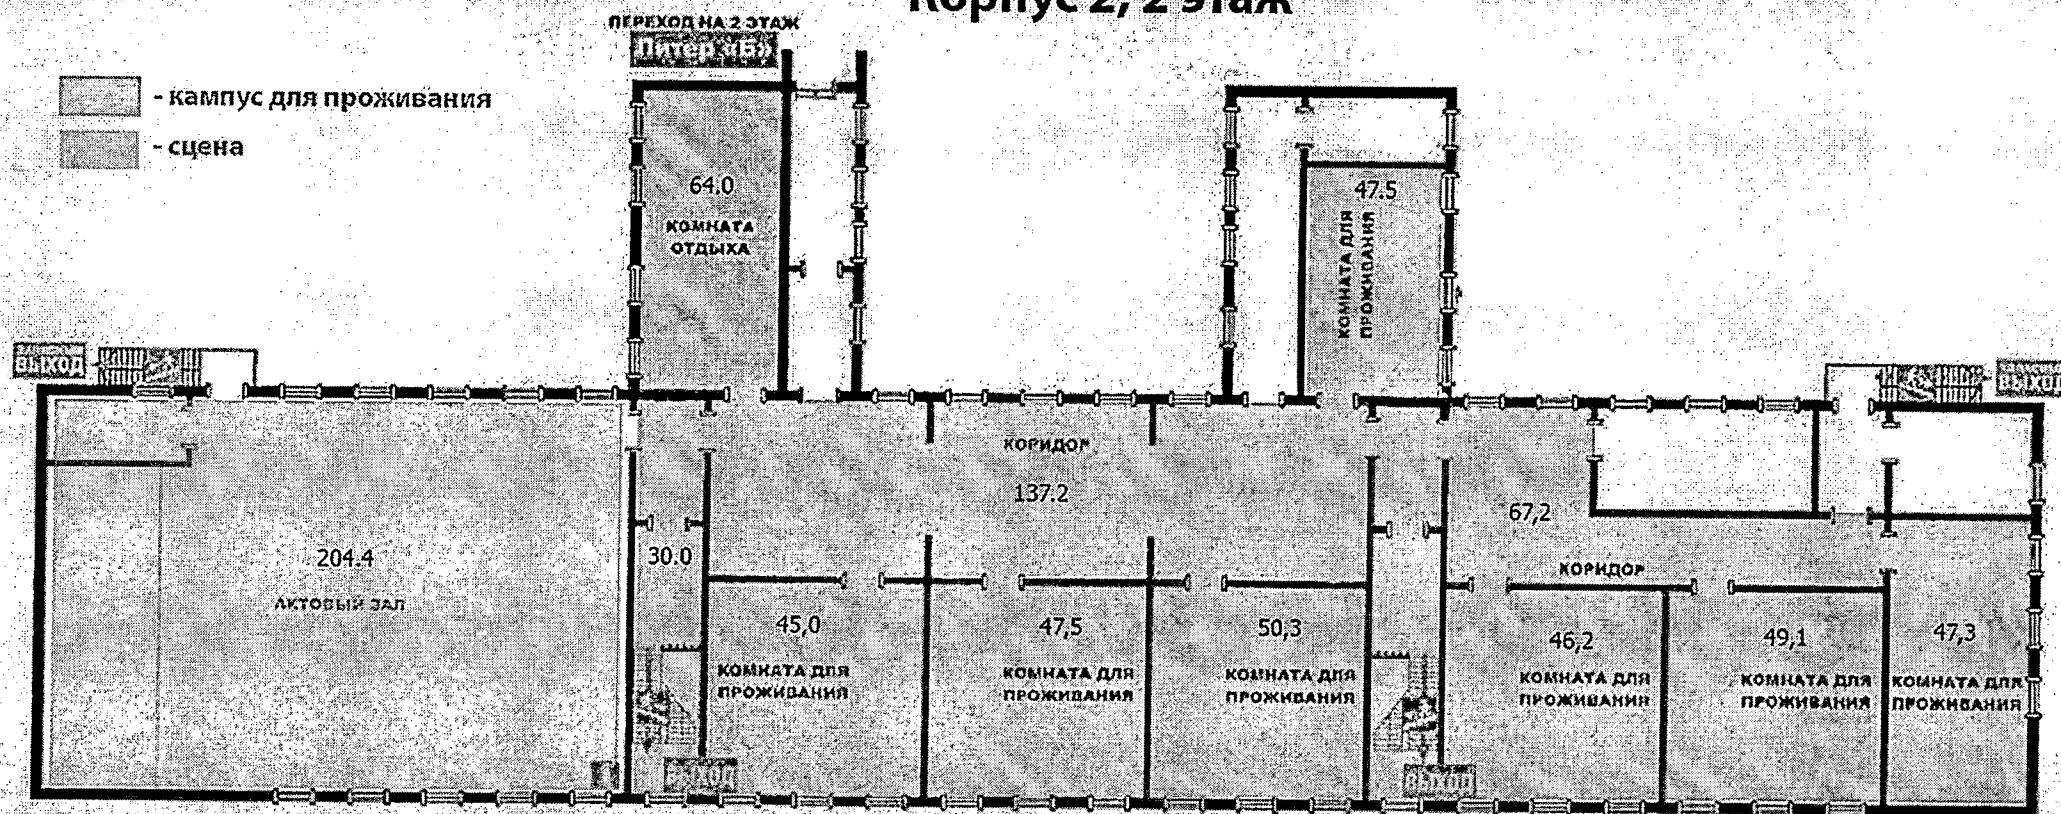 Корпус 2, 2 этаж
ПЕРЕХОД НА 2 ЭТАЖ
Литер «Б»
- кампус для проживания
- сцена
64.0
КОМНАТА
ОТДЫХА
47.5
КОМНАТА ДЛЯ
ПРОЖИВАНИЯ
ВЫХОД
ВЫХОД
КОРИДОР
137.2
67,2
204.4
АКТОВЫЙ ЗАЛ
30.0
КОРИДОР
45,0
КОМНАТА ДЛЯ
ПРОЖИВАНИЯ
47,5
КОМНАТА ДЛЯ
ПРОЖИВАНИЯ
50,3
КОМНАТА ДЛЯ
ПРОЖИВАНИЯ
46,2
КОМНАТА ДЛЯ
ПРОЖИВАНИЯ
49,1
КОМНАТА ДЛЯ
ПРОЖИВАНИЯ
47,3
КОМНАТА ДЛЯ
ПРОЖИВАНИЯ
ВЫХОД
ВЫХОД